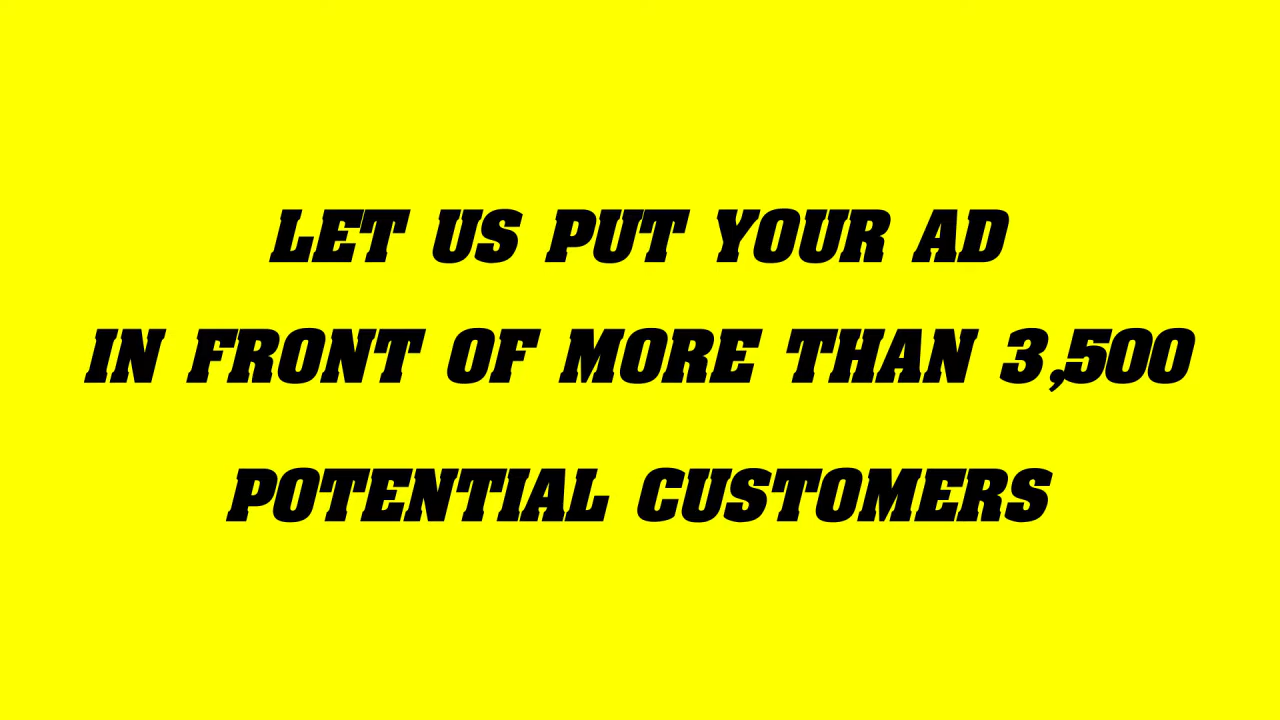 LET US PUT YOUR AD
IN FRONT OF MORE THAN 3,500
POTENTIAL CUSTOMERS